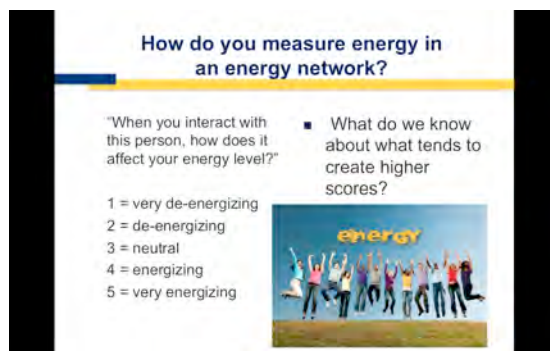 How do you measure energy in
an energy network?
"When you interact with
this person, how does it
affect your energy level?"
1 = very de-energizing
2 = de-energizing
3 = neutral
4 = energizing
5 = very energizing
■ What do we know
about what tends to
create higher
scores?
energy